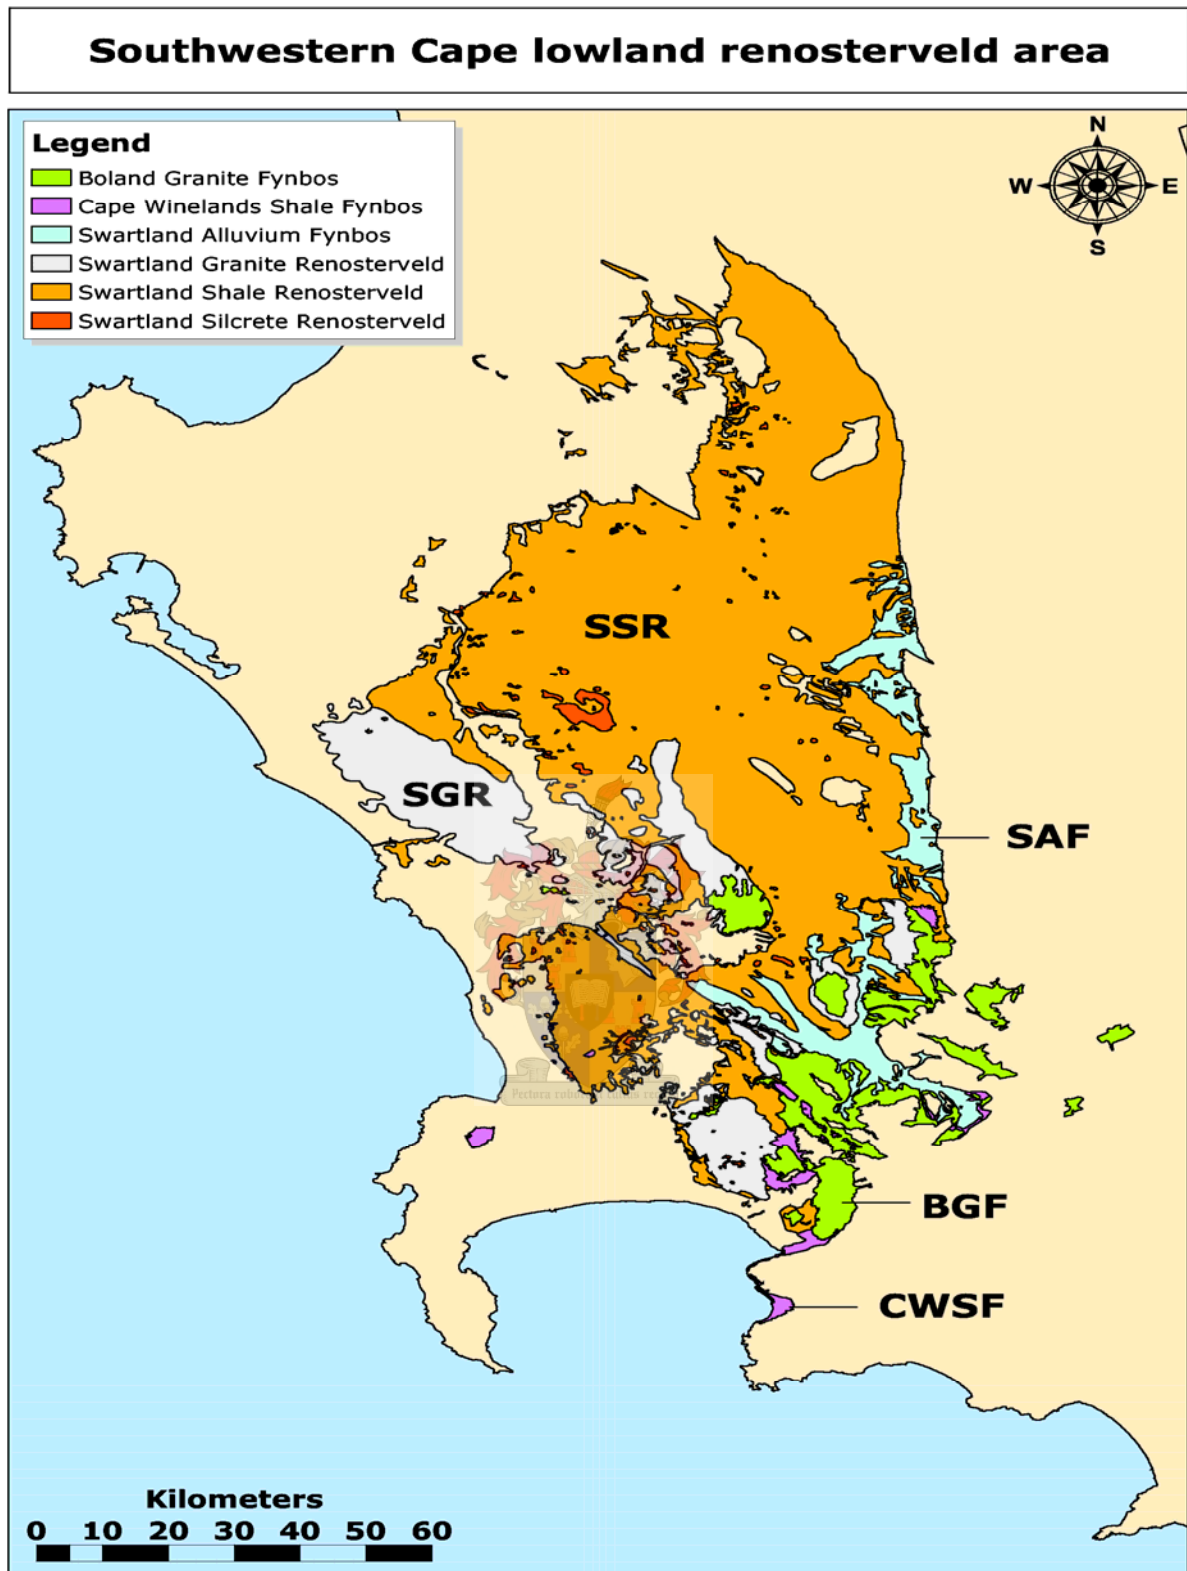 Southwestern Cape lowland renosterveld area
Legend
Boland Granite Fynbos
Cape Winelands Shale Fynbos
Swartland Alluvium Fynbos
Swartland Granite Renosterveld
Swartland Shale Renosterveld
Swartland Silcrete Renosterveld
N
W E
S
SSR
SGR
SAF
Pectora
BGF
CWSF
Kilometers
0 10 20 30 40 50 60